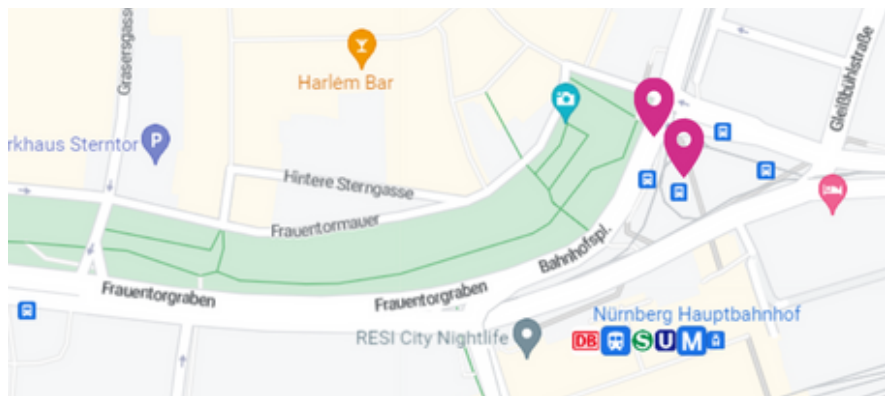 Grasersgasse
Harlem Bar
Gleißbühlstraße
rkhaus Sterntor
P
Hintere Sterngasse
Frauentormauer
Bahnhofspl.
Frauentorgraben
Frauentorgraben
Nürnberg Hauptbahnhof
RESI City Nightlife
DB S U M